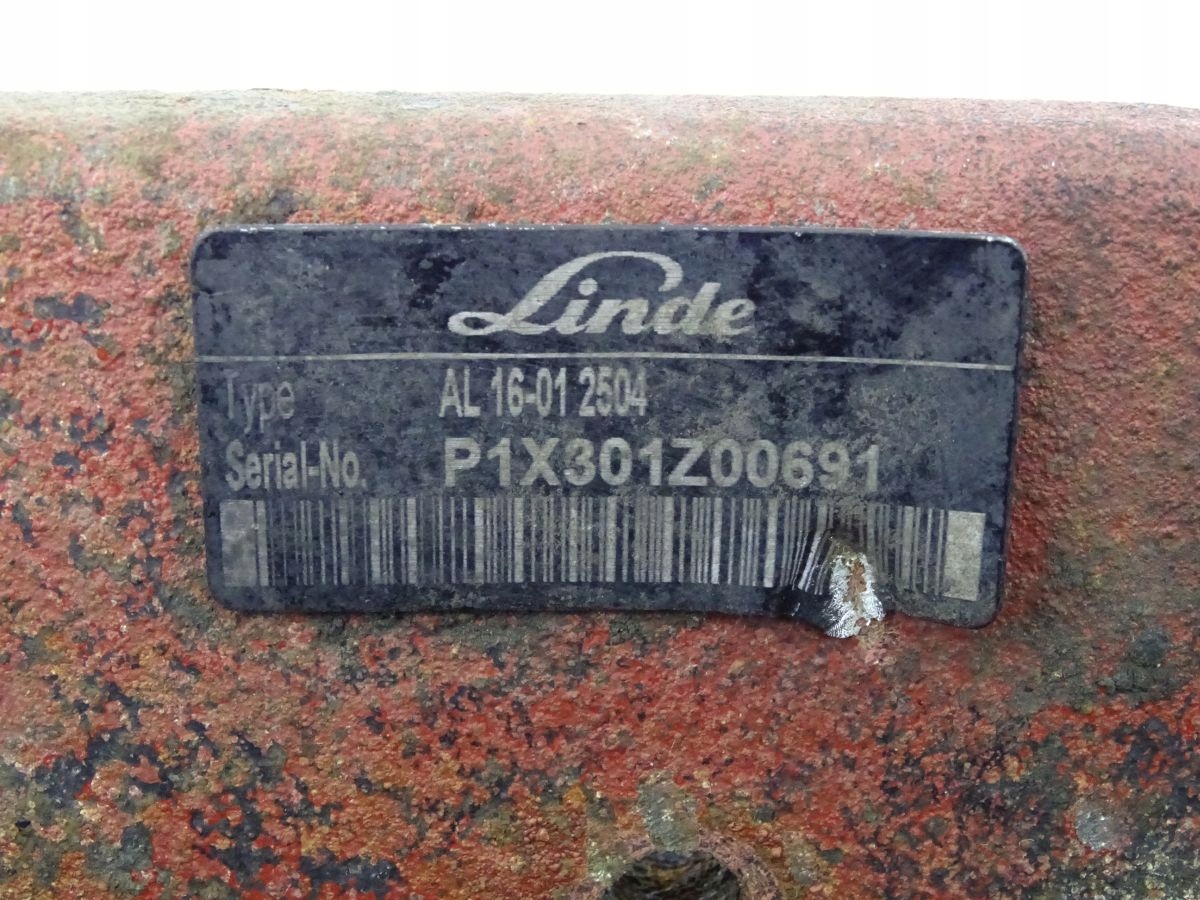 Linde
Type AL 16-01 2504
Serial-No. P1X301Z00691